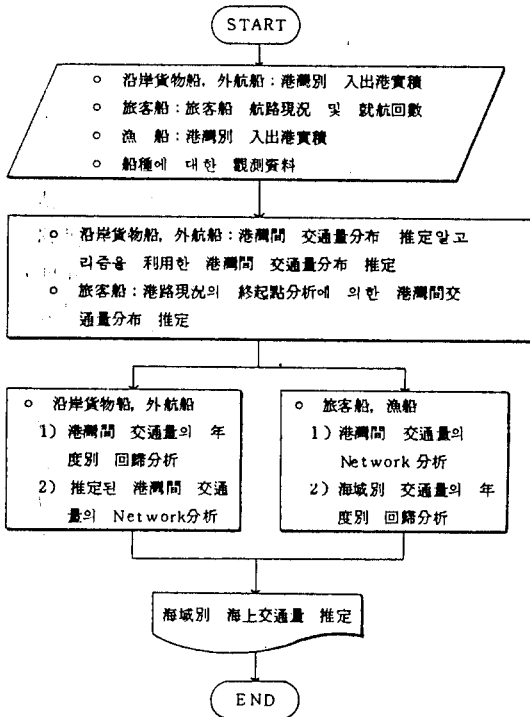 START
○ 沿岸貨物船, 外航船 : 港灣別 入出港實積
○ 旅客船 : 旅客船 航路現況 및 就航回數
○ 漁 船 : 港灣別 入出港實積
○ 船種에 대한 觀測資料
○ 沿岸貨物船, 外航船 : 港灣間 交通量分布 推定알고
리즘을 利用한 港灣間 交通量分布 推定
○ 旅客船 : 港路現況의 終起點分析에 의한 港灣間交
通量分布 推定
○ 沿岸貨物船, 外航船
1) 港灣間 交通量의 年
度別 回歸分析
2) 推定된 港灣間 交通
量의 Network分析
○ 旅客船, 漁船
1) 港灣間 交通量의
Network 分析
2) 海域別 交通量의 年
度別 回歸分析
海域別 海上交通量 推定
END